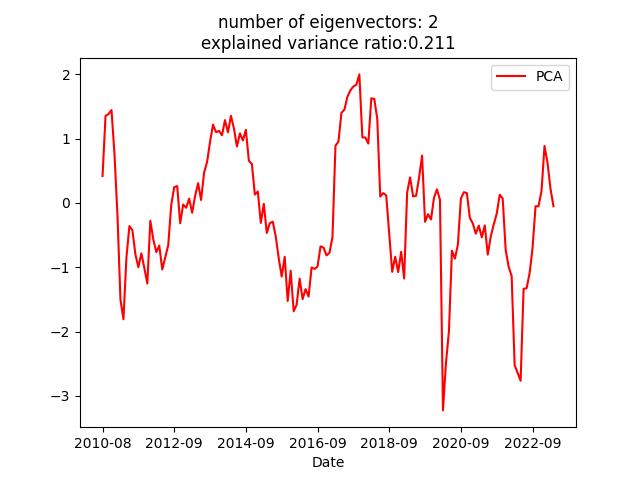 number of eigenvectors: 2
explained variance ratio:0.211
PCA
2
1
0
−1
−2
−3
2010-08 2012-09 2014-09 2016-09 2018-09 2020-09 2022-09
Date